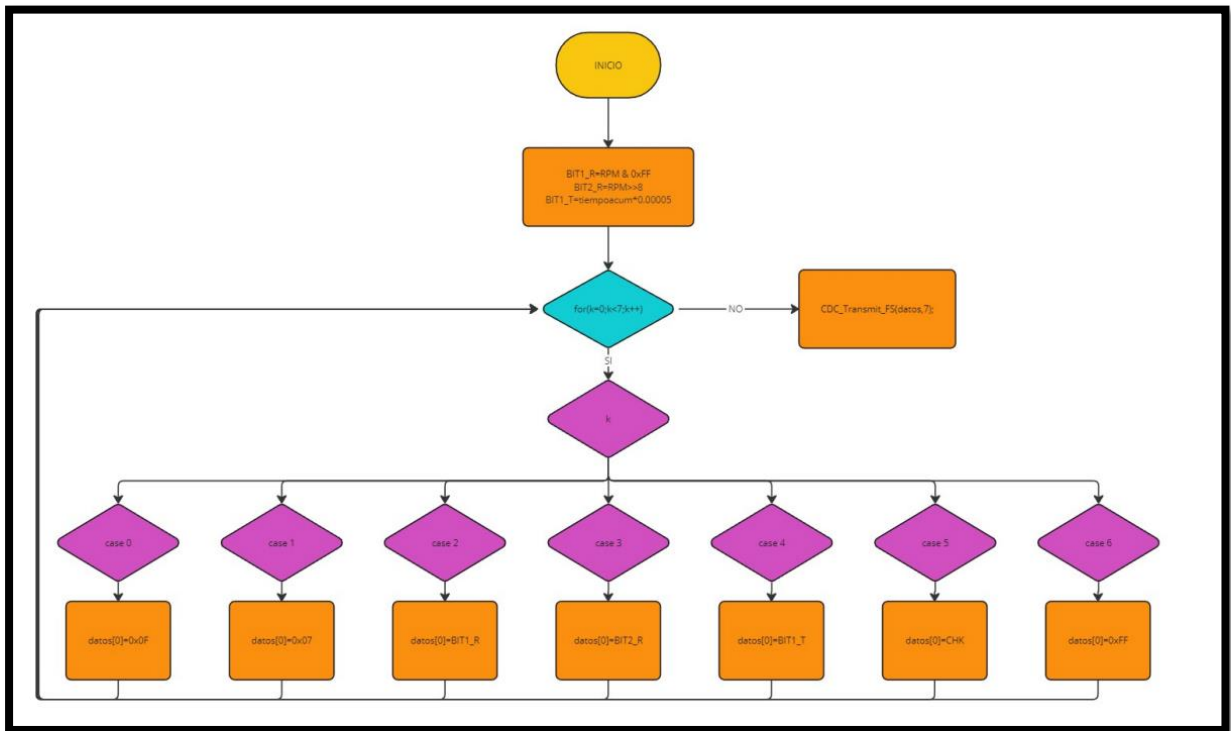 INICIO
BIT1_R=RPM & 0xFF
BIT2_R=RPM>>8
BIT1_T=tiempoacum*0.00005
for(k=0;k<7;k++)
NO
CDC_Transmit_FS(datos,7);
SI
k
case 0
case 1
case 2
case 3
case 4
case 5
case 6
datos[0]=0x0F
datos[0]=0x07
datos[0]=BIT1_R
datos[0]=BIT2_R
datos[0]=BIT1_T
datos[0]=CHK
datos[0]=0xFF